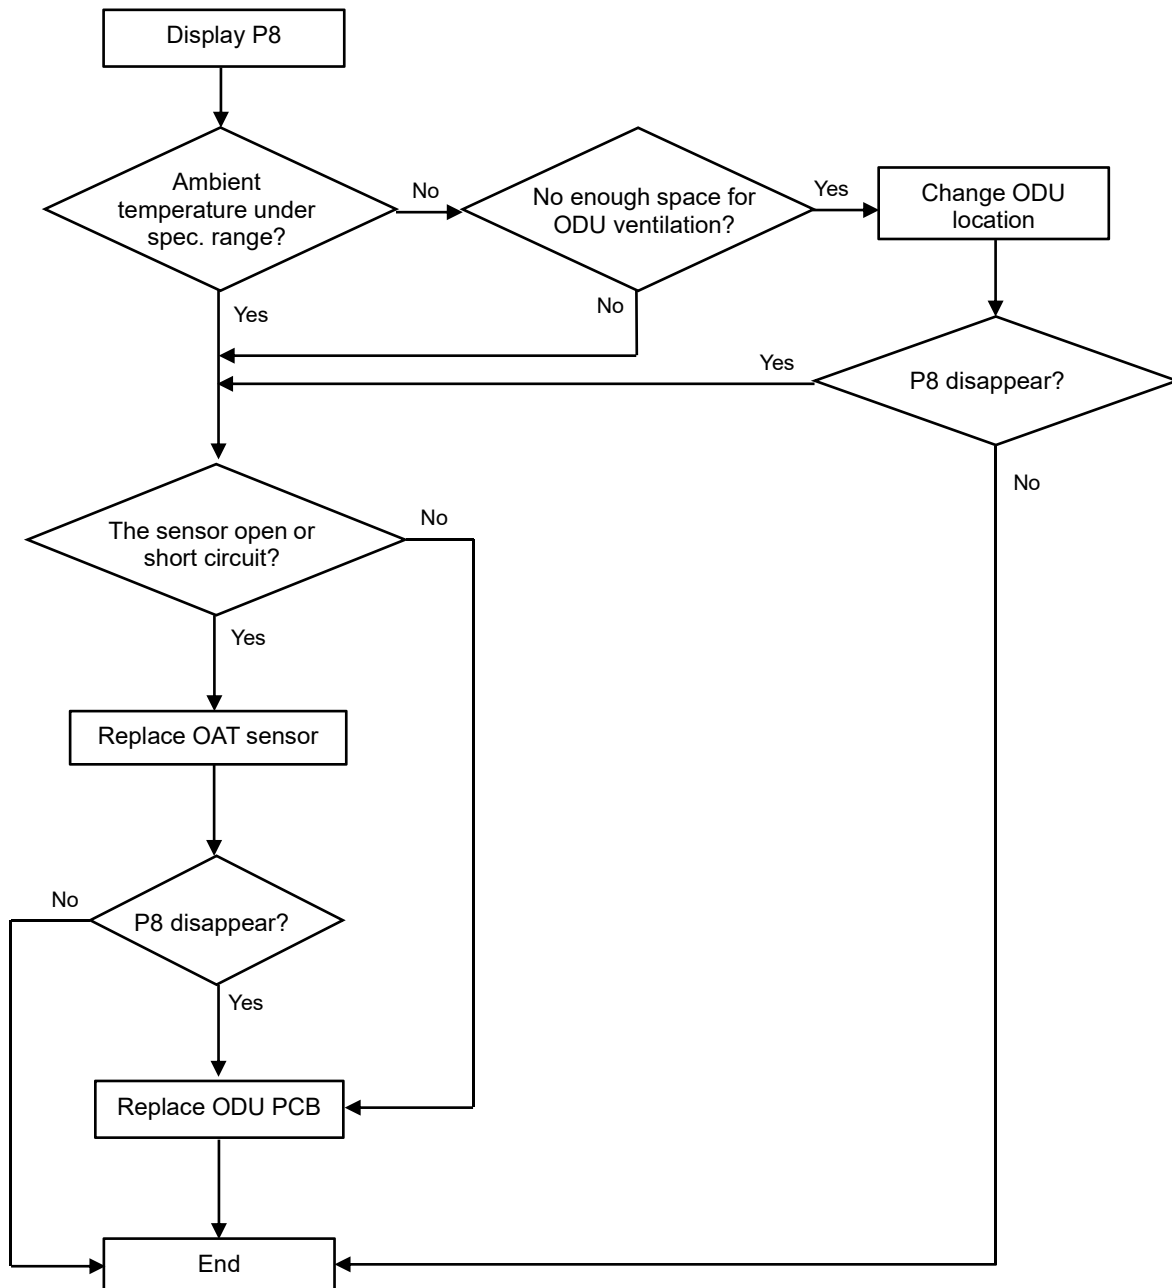 Display P8
Ambient
temperature under
spec. range?
No
No enough space for
ODU ventilation?
Yes
Change ODU
location
Yes
No
Yes
P8 disappear?
No
The sensor open or
short circuit?
No
Yes
Replace OAT sensor
No
P8 disappear?
Yes
Replace ODU PCB
End